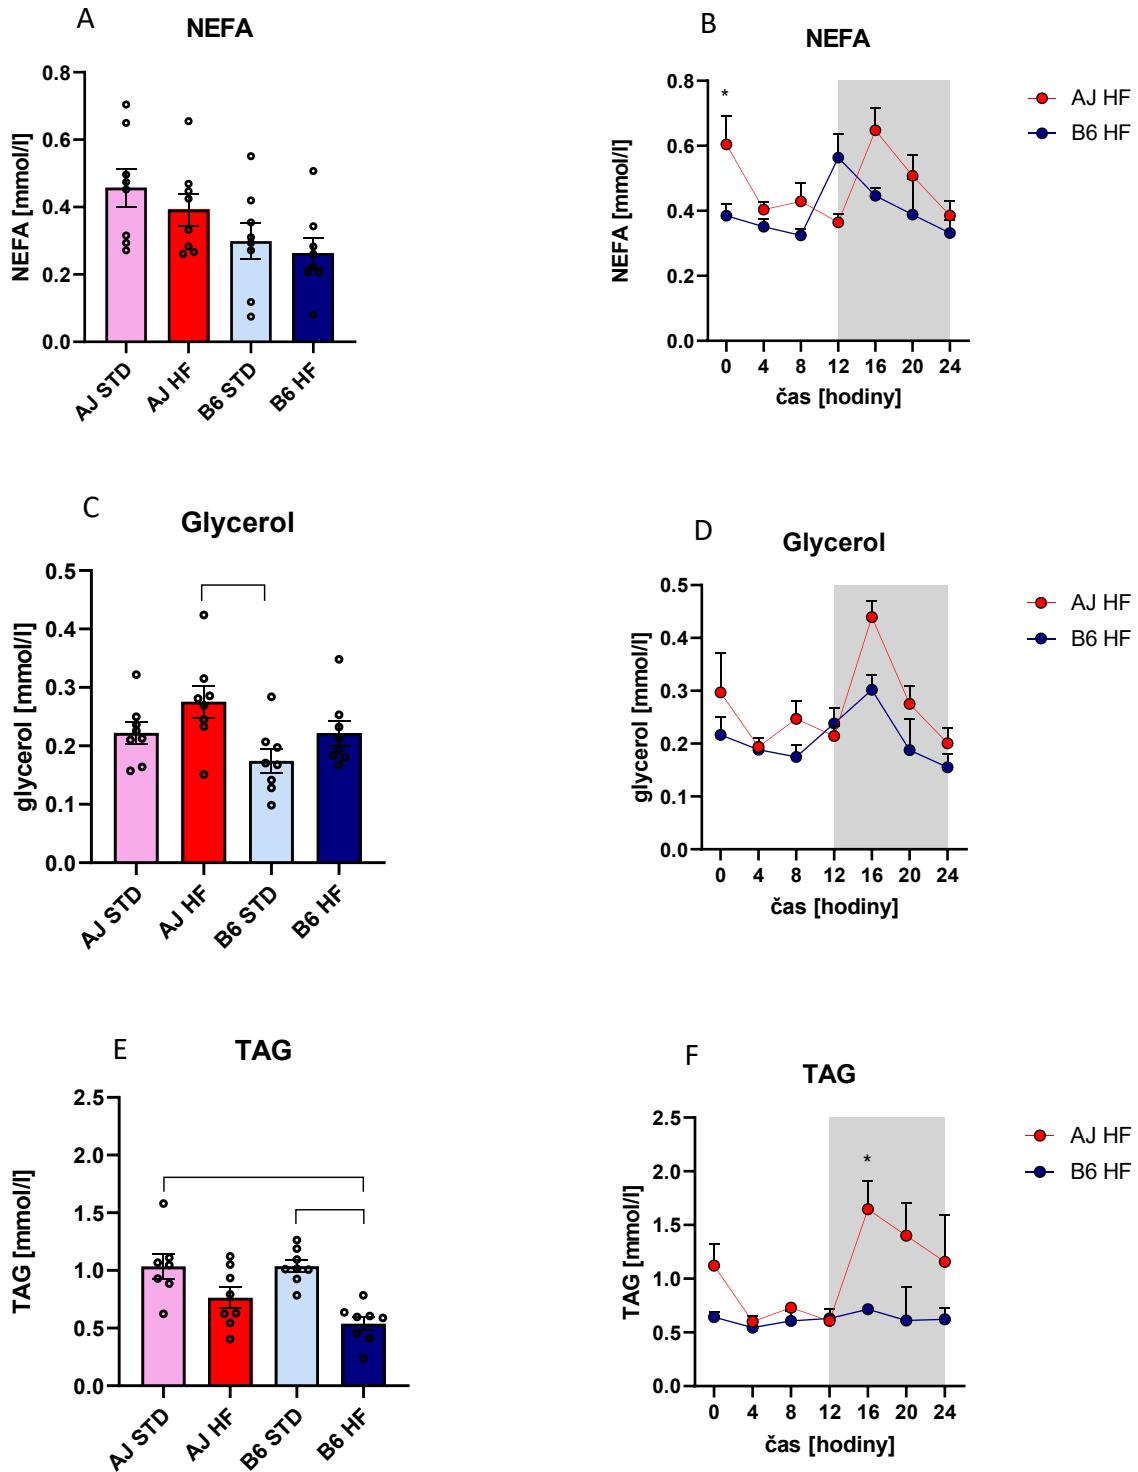 A
NEFA
NEFA [mmol/l]
0.8
0.6
0.4
0.2
0.0
AJ STD
AJ HF
B6 STD
B6 HF
B
NEFA
NEFA [mmol/l]
0.8
0.6
0.4
0.2
0.0
*
0 4 8 12 16 20 24
čas [hodiny]
AJ HF
B6 HF
C
Glycerol
glycerol [mmol/l]
0.5
0.4
0.3
0.2
0.1
0.0
AJ STD
AJ HF
B6 STD
B6 HF
D
Glycerol
glycerol [mmol/l]
0.5
0.4
0.3
0.2
0.1
0.0
0 4 8 12 16 20 24
čas [hodiny]
AJ HF
B6 HF
E
TAG
TAG [mmol/l]
2.5
2.0
1.5
1.0
0.5
0.0
AJ STD
AJ HF
B6 STD
B6 HF
F
TAG
TAG [mmol/l]
2.5
2.0
1.5
1.0
0.5
0.0
*
0 4 8 12 16 20 24
čas [hodiny]
AJ HF
B6 HF